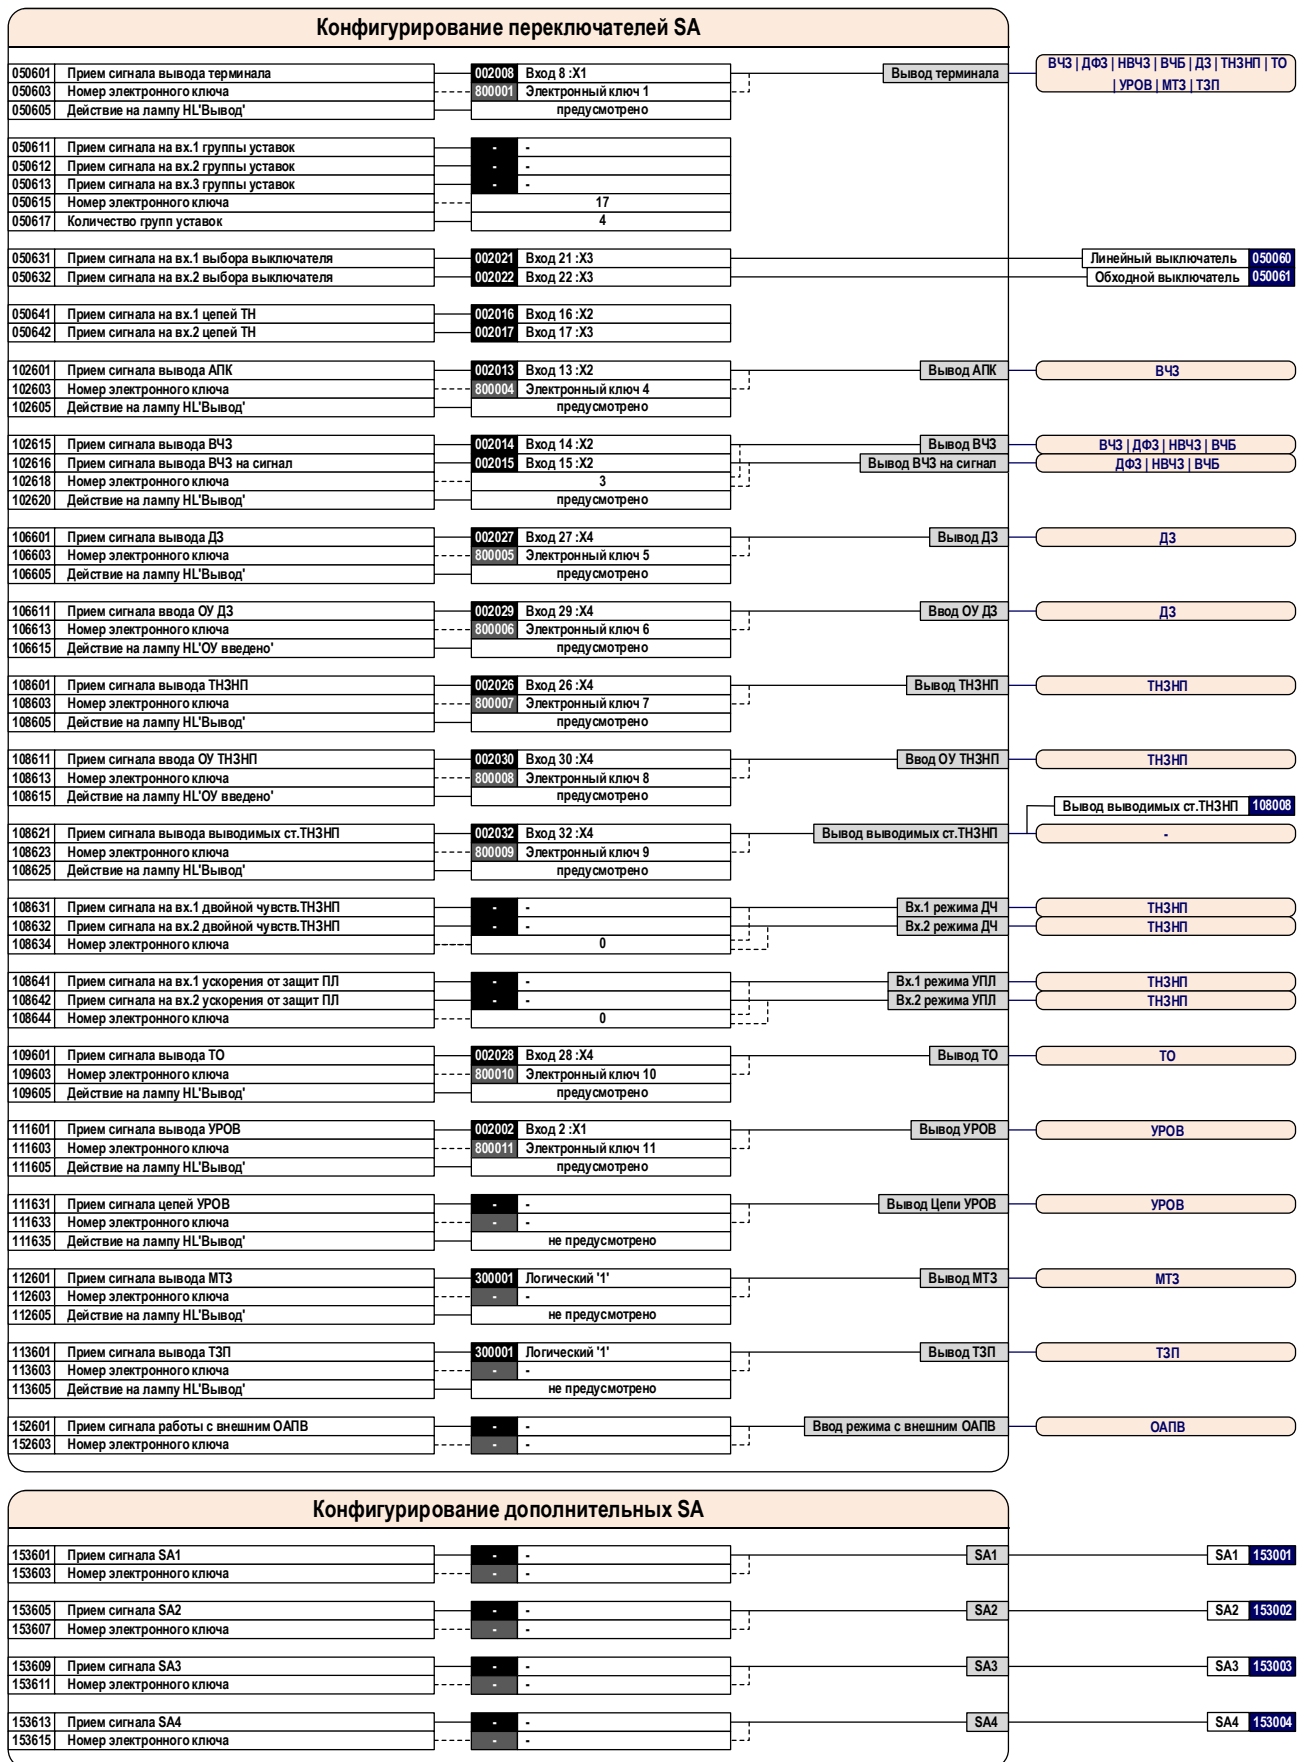 Конфигурирование переключателей SA
050601 Прием сигнала вывода терминала 002008 Вход 8 :X1 Вывод терминала ВЧЗ | ДФЗ | НВЧЗ | ВЧБ | ДЗ | ТНЗНП | ТО
050603 Номер электронного ключа 800001 Электронный ключ 1 | УРОВ | МТЗ | ТЗП
050605 Действие на лампу HL'Вывод' предусмотрено
050611 Прием сигнала на вх.1 группы уставок - -
050612 Прием сигнала на вх.2 группы уставок - -
050613 Прием сигнала на вх.3 группы уставок - -
050615 Номер электронного ключа 17
050617 Количество групп уставок 4
050631 Прием сигнала на вх.1 выбора выключателя 002021 Вход 21 :X3 Линейный выключатель 050060
050632 Прием сигнала на вх.2 выбора выключателя 002022 Вход 22 :X3 Обходной выключатель 050061
050641 Прием сигнала на вх.1 цепей ТН 002016 Вход 16 :X2
050642 Прием сигнала на вх.2 цепей ТН 002017 Вход 17 :X3
102601 Прием сигнала вывода АПК 002013 Вход 13 :X2 Вывод АПК ВЧЗ
102603 Номер электронного ключа 800004 Электронный ключ 4
102605 Действие на лампу HL'Вывод' предусмотрено
102615 Прием сигнала вывода ВЧЗ 002014 Вход 14 :X2 Вывод ВЧЗ ВЧЗ | ДФЗ | НВЧЗ | ВЧБ
102616 Прием сигнала вывода ВЧЗ на сигнал 002015 Вход 15 :X2 Вывод ВЧЗ на сигнал ДФЗ | НВЧЗ | ВЧБ
102618 Номер электронного ключа 3
102620 Действие на лампу HL'Вывод' предусмотрено
106601 Прием сигнала вывода ДЗ 002027 Вход 27 :X4 Вывод ДЗ ДЗ
106603 Номер электронного ключа 800005 Электронный ключ 5
106605 Действие на лампу HL'Вывод' предусмотрено
106611 Прием сигнала ввода ОУ ДЗ 002029 Вход 29 :X4 Ввод ОУ ДЗ ДЗ
106613 Номер электронного ключа 800006 Электронный ключ 6
106615 Действие на лампу HL'ОУ введено' предусмотрено
108601 Прием сигнала вывода ТНЗНП 002026 Вход 26 :X4 Вывод ТНЗНП ТНЗНП
108603 Номер электронного ключа 800007 Электронный ключ 7
108605 Действие на лампу HL'Вывод' предусмотрено
108611 Прием сигнала ввода ОУ ТНЗНП 002030 Вход 30 :X4 Ввод ОУ ТНЗНП ТНЗНП
108613 Номер электронного ключа 800008 Электронный ключ 8
108615 Действие на лампу HL'ОУ введено' предусмотрено
Вывод выводимых ст.ТНЗНП 108008
108621 Прием сигнала вывода выводимых ст.ТНЗНП 002032 Вход 32 :X4 Вывод выводимых ст.ТНЗНП -
108623 Номер электронного ключа 800009 Электронный ключ 9
108625 Действие на лампу HL'Вывод' предусмотрено
108631 Прием сигнала на вх.1 двойной чувств.ТНЗНП - - Вх.1 режима ДЧ ТНЗНП
108632 Прием сигнала на вх.2 двойной чувств.ТНЗНП - - Вх.2 режима ДЧ ТНЗНП
108634 Номер электронного ключа 0
108641 Прием сигнала на вх.1 ускорения от защит ПЛ - - Вх.1 режима УПЛ ТНЗНП
108642 Прием сигнала на вх.2 ускорения от защит ПЛ - - Вх.2 режима УПЛ ТНЗНП
108644 Номер электронного ключа 0
109601 Прием сигнала вывода ТО 002028 Вход 28 :X4 Вывод ТО ТО
109603 Номер электронного ключа 800010 Электронный ключ 10
109605 Действие на лампу HL'Вывод' предусмотрено
111601 Прием сигнала вывода УРОВ 002002 Вход 2 :X1 Вывод УРОВ УРОВ
111603 Номер электронного ключа 800011 Электронный ключ 11
111605 Действие на лампу HL'Вывод' предусмотрено
111631 Прием сигнала цепей УРОВ - - Вывод Цепи УРОВ УРОВ
111633 Номер электронного ключа - -
111635 Действие на лампу HL'Вывод' не предусмотрено
112601 Прием сигнала вывода МТЗ 300001 Логический '1' Вывод МТЗ МТЗ
112603 Номер электронного ключа - -
112605 Действие на лампу HL'Вывод' не предусмотрено
113601 Прием сигнала вывода ТЗП 300001 Логический '1' Вывод ТЗП ТЗП
113603 Номер электронного ключа - -
113605 Действие на лампу HL'Вывод' не предусмотрено
152601 Прием сигнала работы с внешним ОАПВ - - Ввод режима с внешним ОАПВ ОАПВ
152603 Номер электронного ключа - -
Конфигурирование дополнительных SA
153601 Прием сигнала SA1 - - SA1 SA1 153001
153603 Номер электронного ключа - -
153605 Прием сигнала SA2 - - SA2 SA2 153002
153607 Номер электронного ключа - -
153609 Прием сигнала SA3 - - SA3 SA3 153003
153611 Номер электронного ключа - -
153613 Прием сигнала SA4 - - SA4 SA4 153004
153615 Номер электронного ключа - -